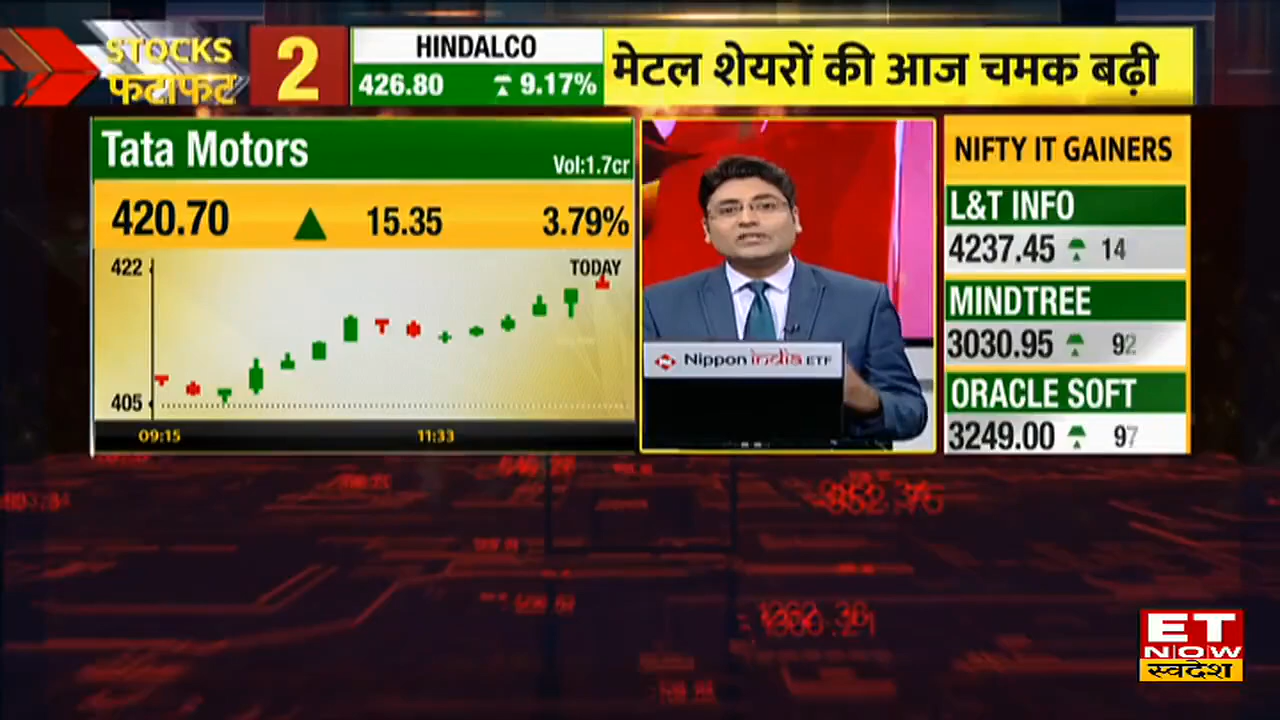 STOCKS
फटाफट
2
HINDALCO
426.80 9.17%
मेटल शेयरों की आज चमक बढ़ी
Tata Motors
Vol:1.7cr
420.70 ▲ 15.35 3.79%
422
TODAY
405
09:15 11:33
Nippon india ETF
NIFTY IT GAINERS
L&T INFO
4237.45 14
MINDTREE
3030.95 92
ORACLE SOFT
3249.00 97
ET
NOW
स्वदेश